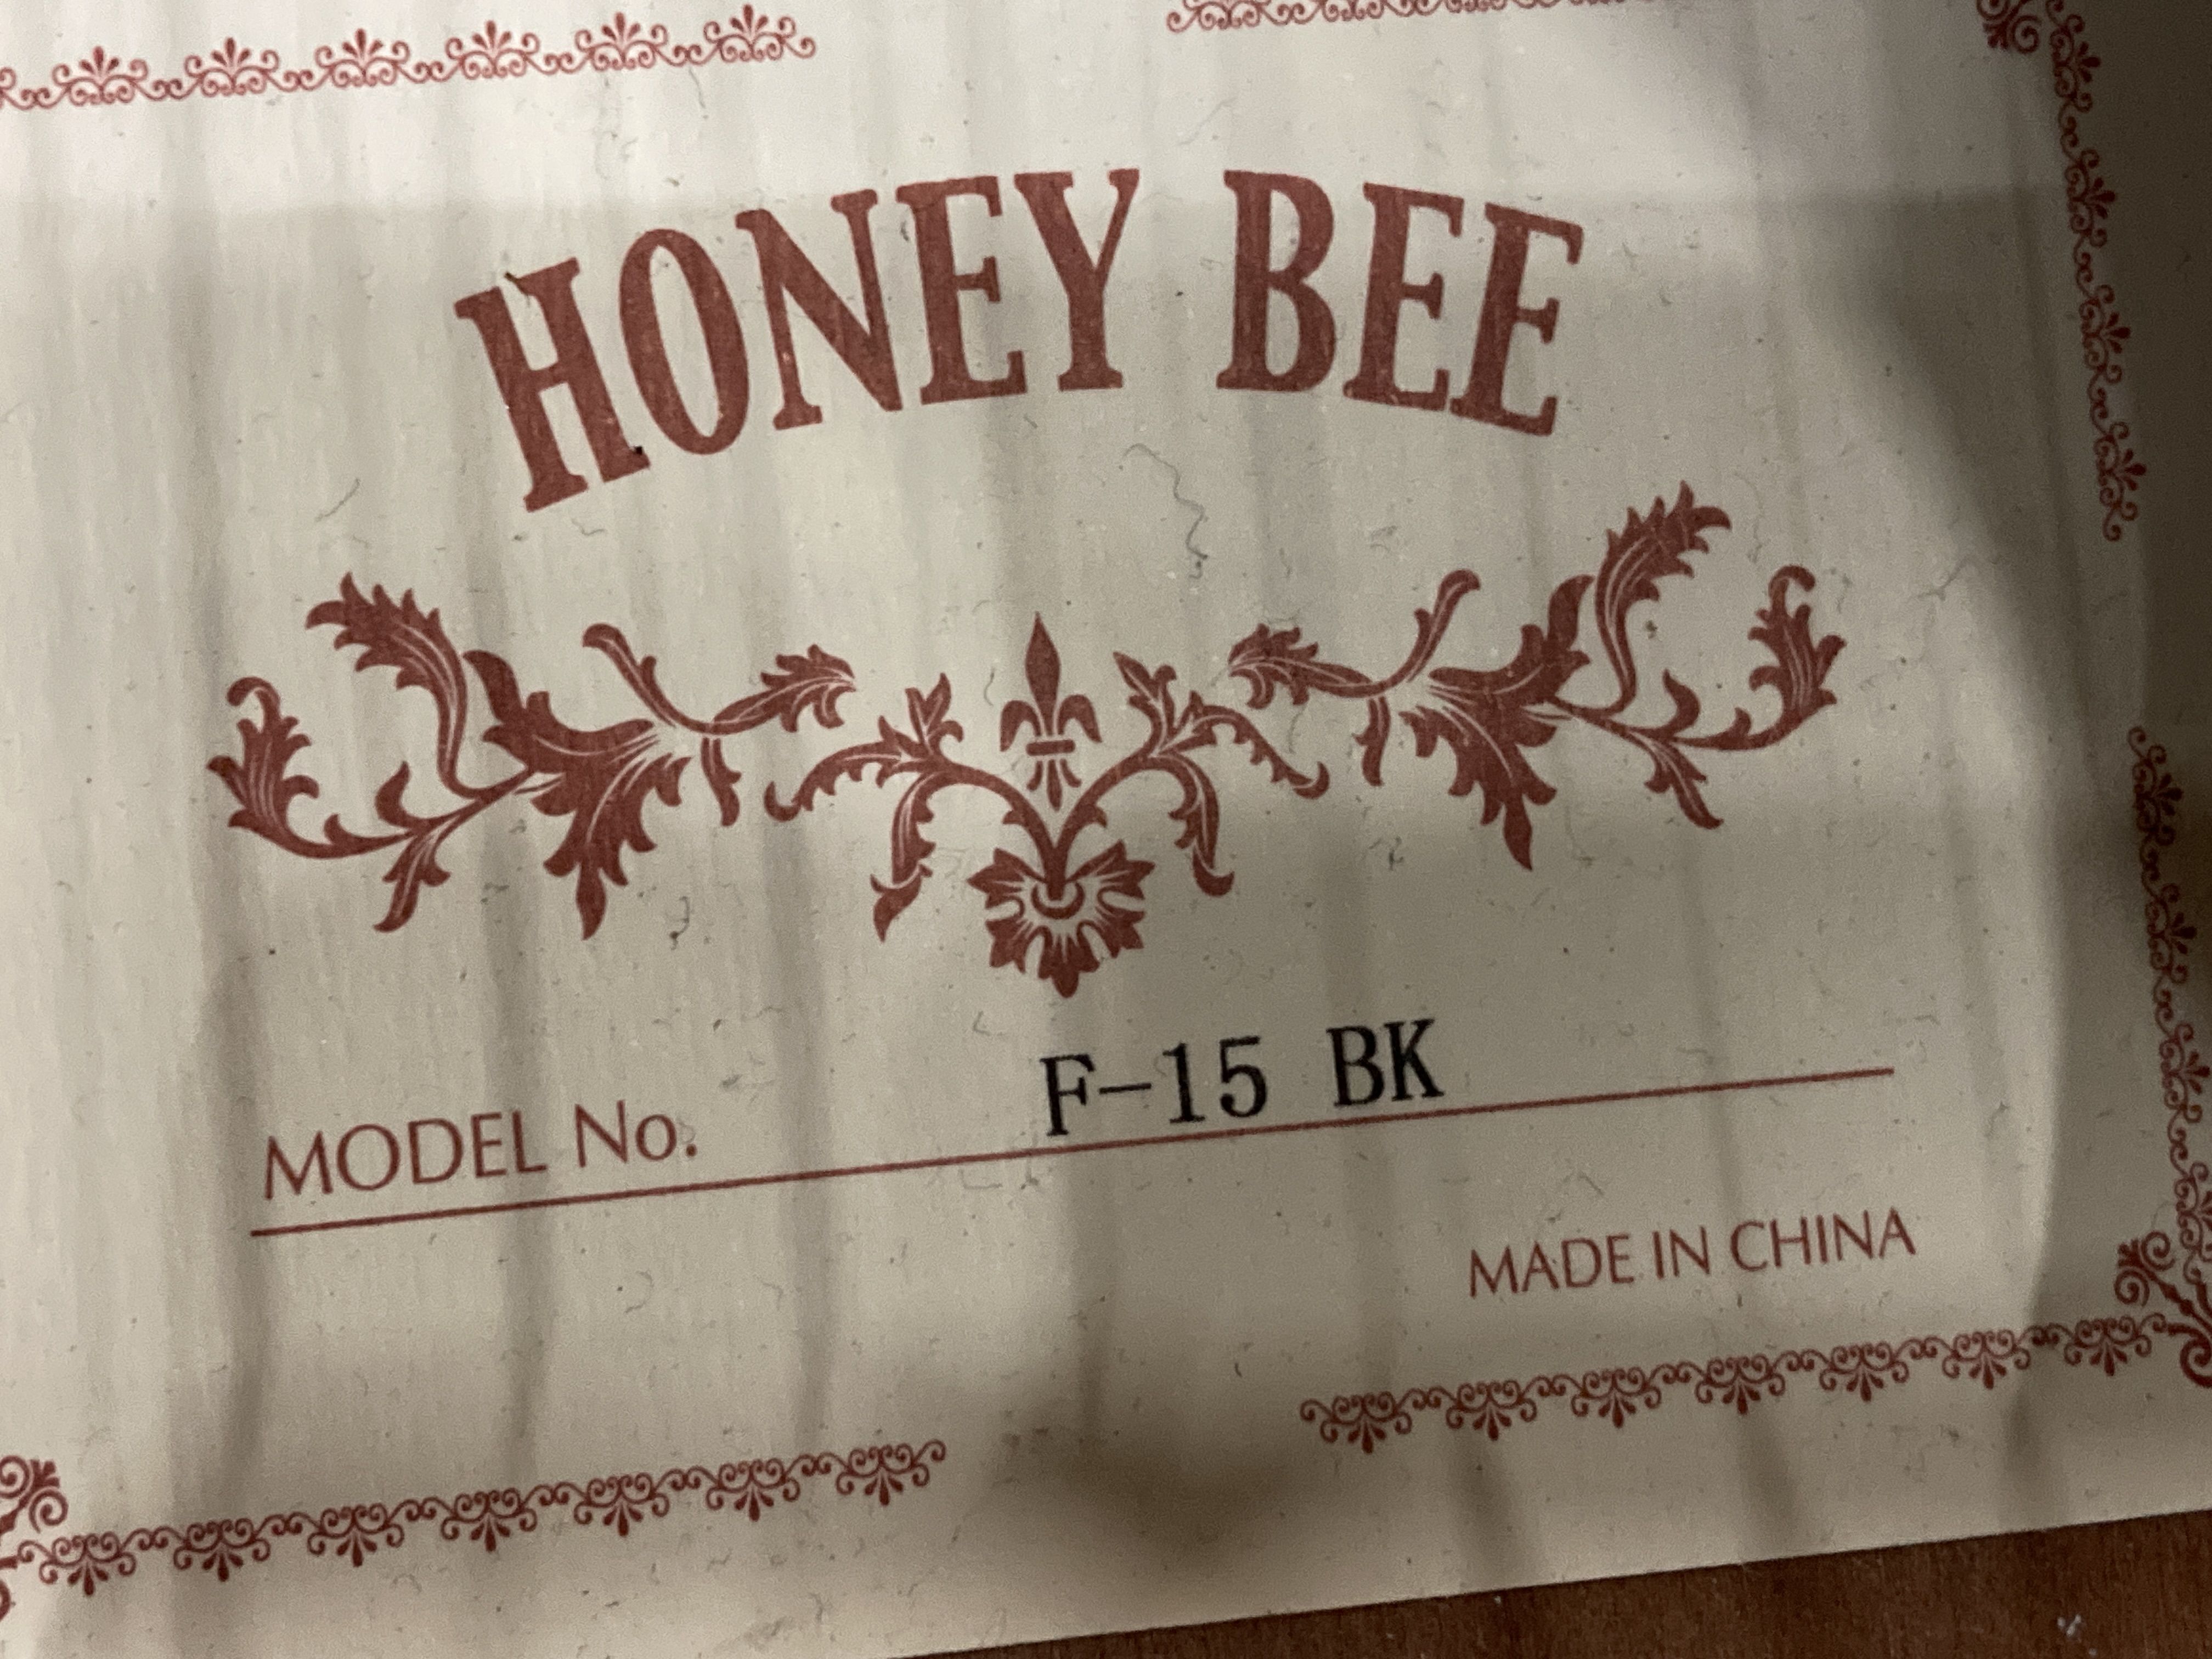 HONEY BEE
MODEL No. F-15 BK
MADE IN CHINA